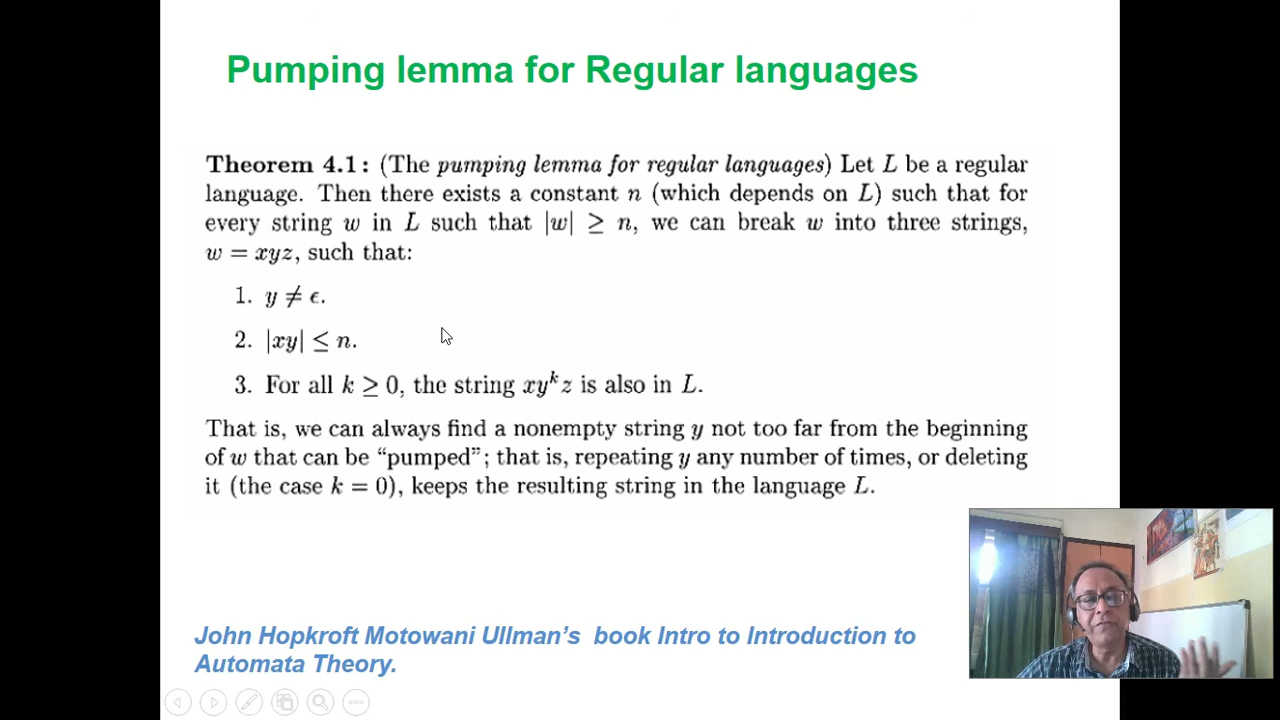 Pumping lemma for Regular languages
Theorem 4.1: (The pumping lemma for regular languages) Let L be a regular
language. Then there exists a constant n (which depends on L) such that for
every string w in L such that |w| ≥ n, we can break w into three strings,
w = xyz, such that:
1. y ≠ ϵ.
2. |xy| ≤ n.
3. For all k ≥ 0, the string xyᵏz is also in L.
That is, we can always find a nonempty string y not too far from the beginning
of w that can be “pumped”; that is, repeating y any number of times, or deleting
it (the case k = 0), keeps the resulting string in the language L.
John Hopkroft Motowani Ullman’s book Intro to Introduction to
Automata Theory.